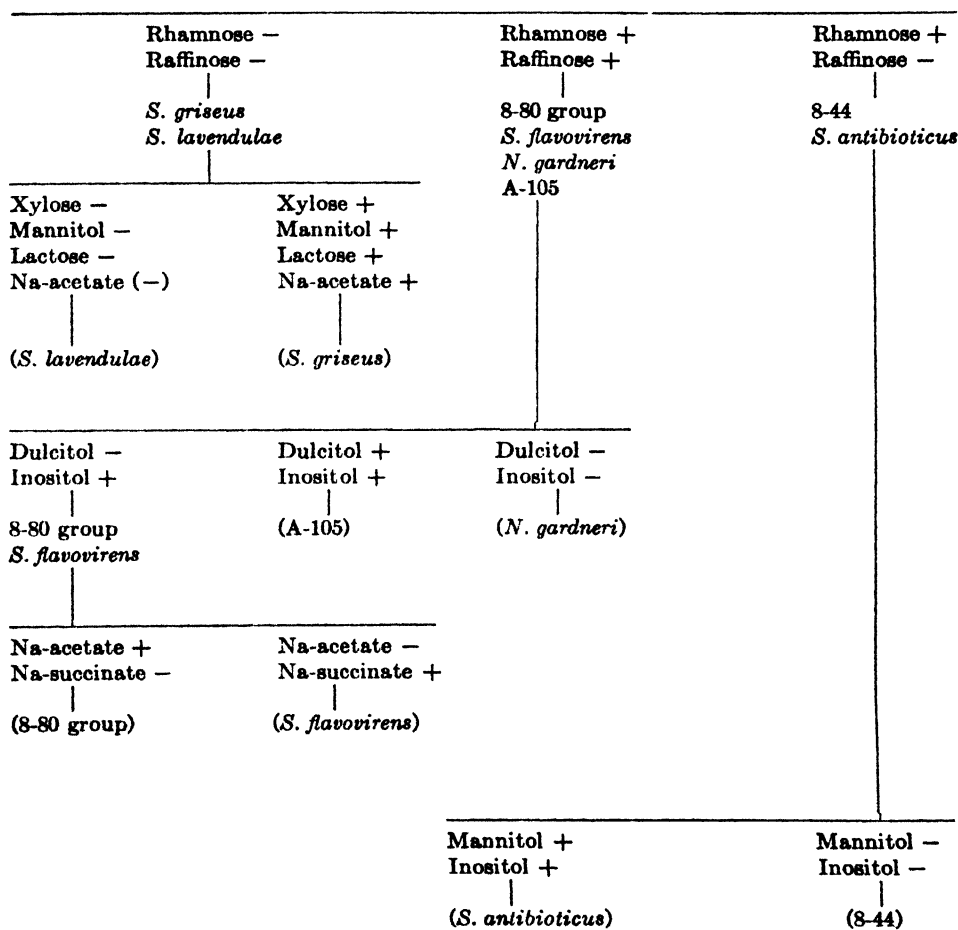 Rhamnose − Rhamnose + Rhamnose +
Raffinose − Raffinose + Raffinose −
S. griseus 8-80 group 8-44
S. lavendulae S. flavovirens S. antibioticus
N. gardneri
A-105
Xylose − Xylose +
Mannitol − Mannitol +
Lactose − Lactose +
Na-acetate (−) Na-acetate +
(S. lavendulae) (S. griseus)
Dulcitol − Dulcitol + Dulcitol −
Inositol + Inositol + Inositol −
8-80 group (A-105) (N. gardneri)
S. flavovirens
Na-acetate + Na-acetate −
Na-succinate − Na-succinate +
(8-80 group) (S. flavovirens)
Mannitol + Mannitol −
Inositol + Inositol −
(S. antibioticus) (8-44)